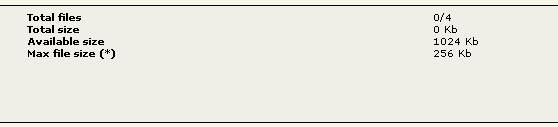 Total files 0/4
Total size 0 Kb
Available size 1024 Kb
Max file size (*) 256 Kb